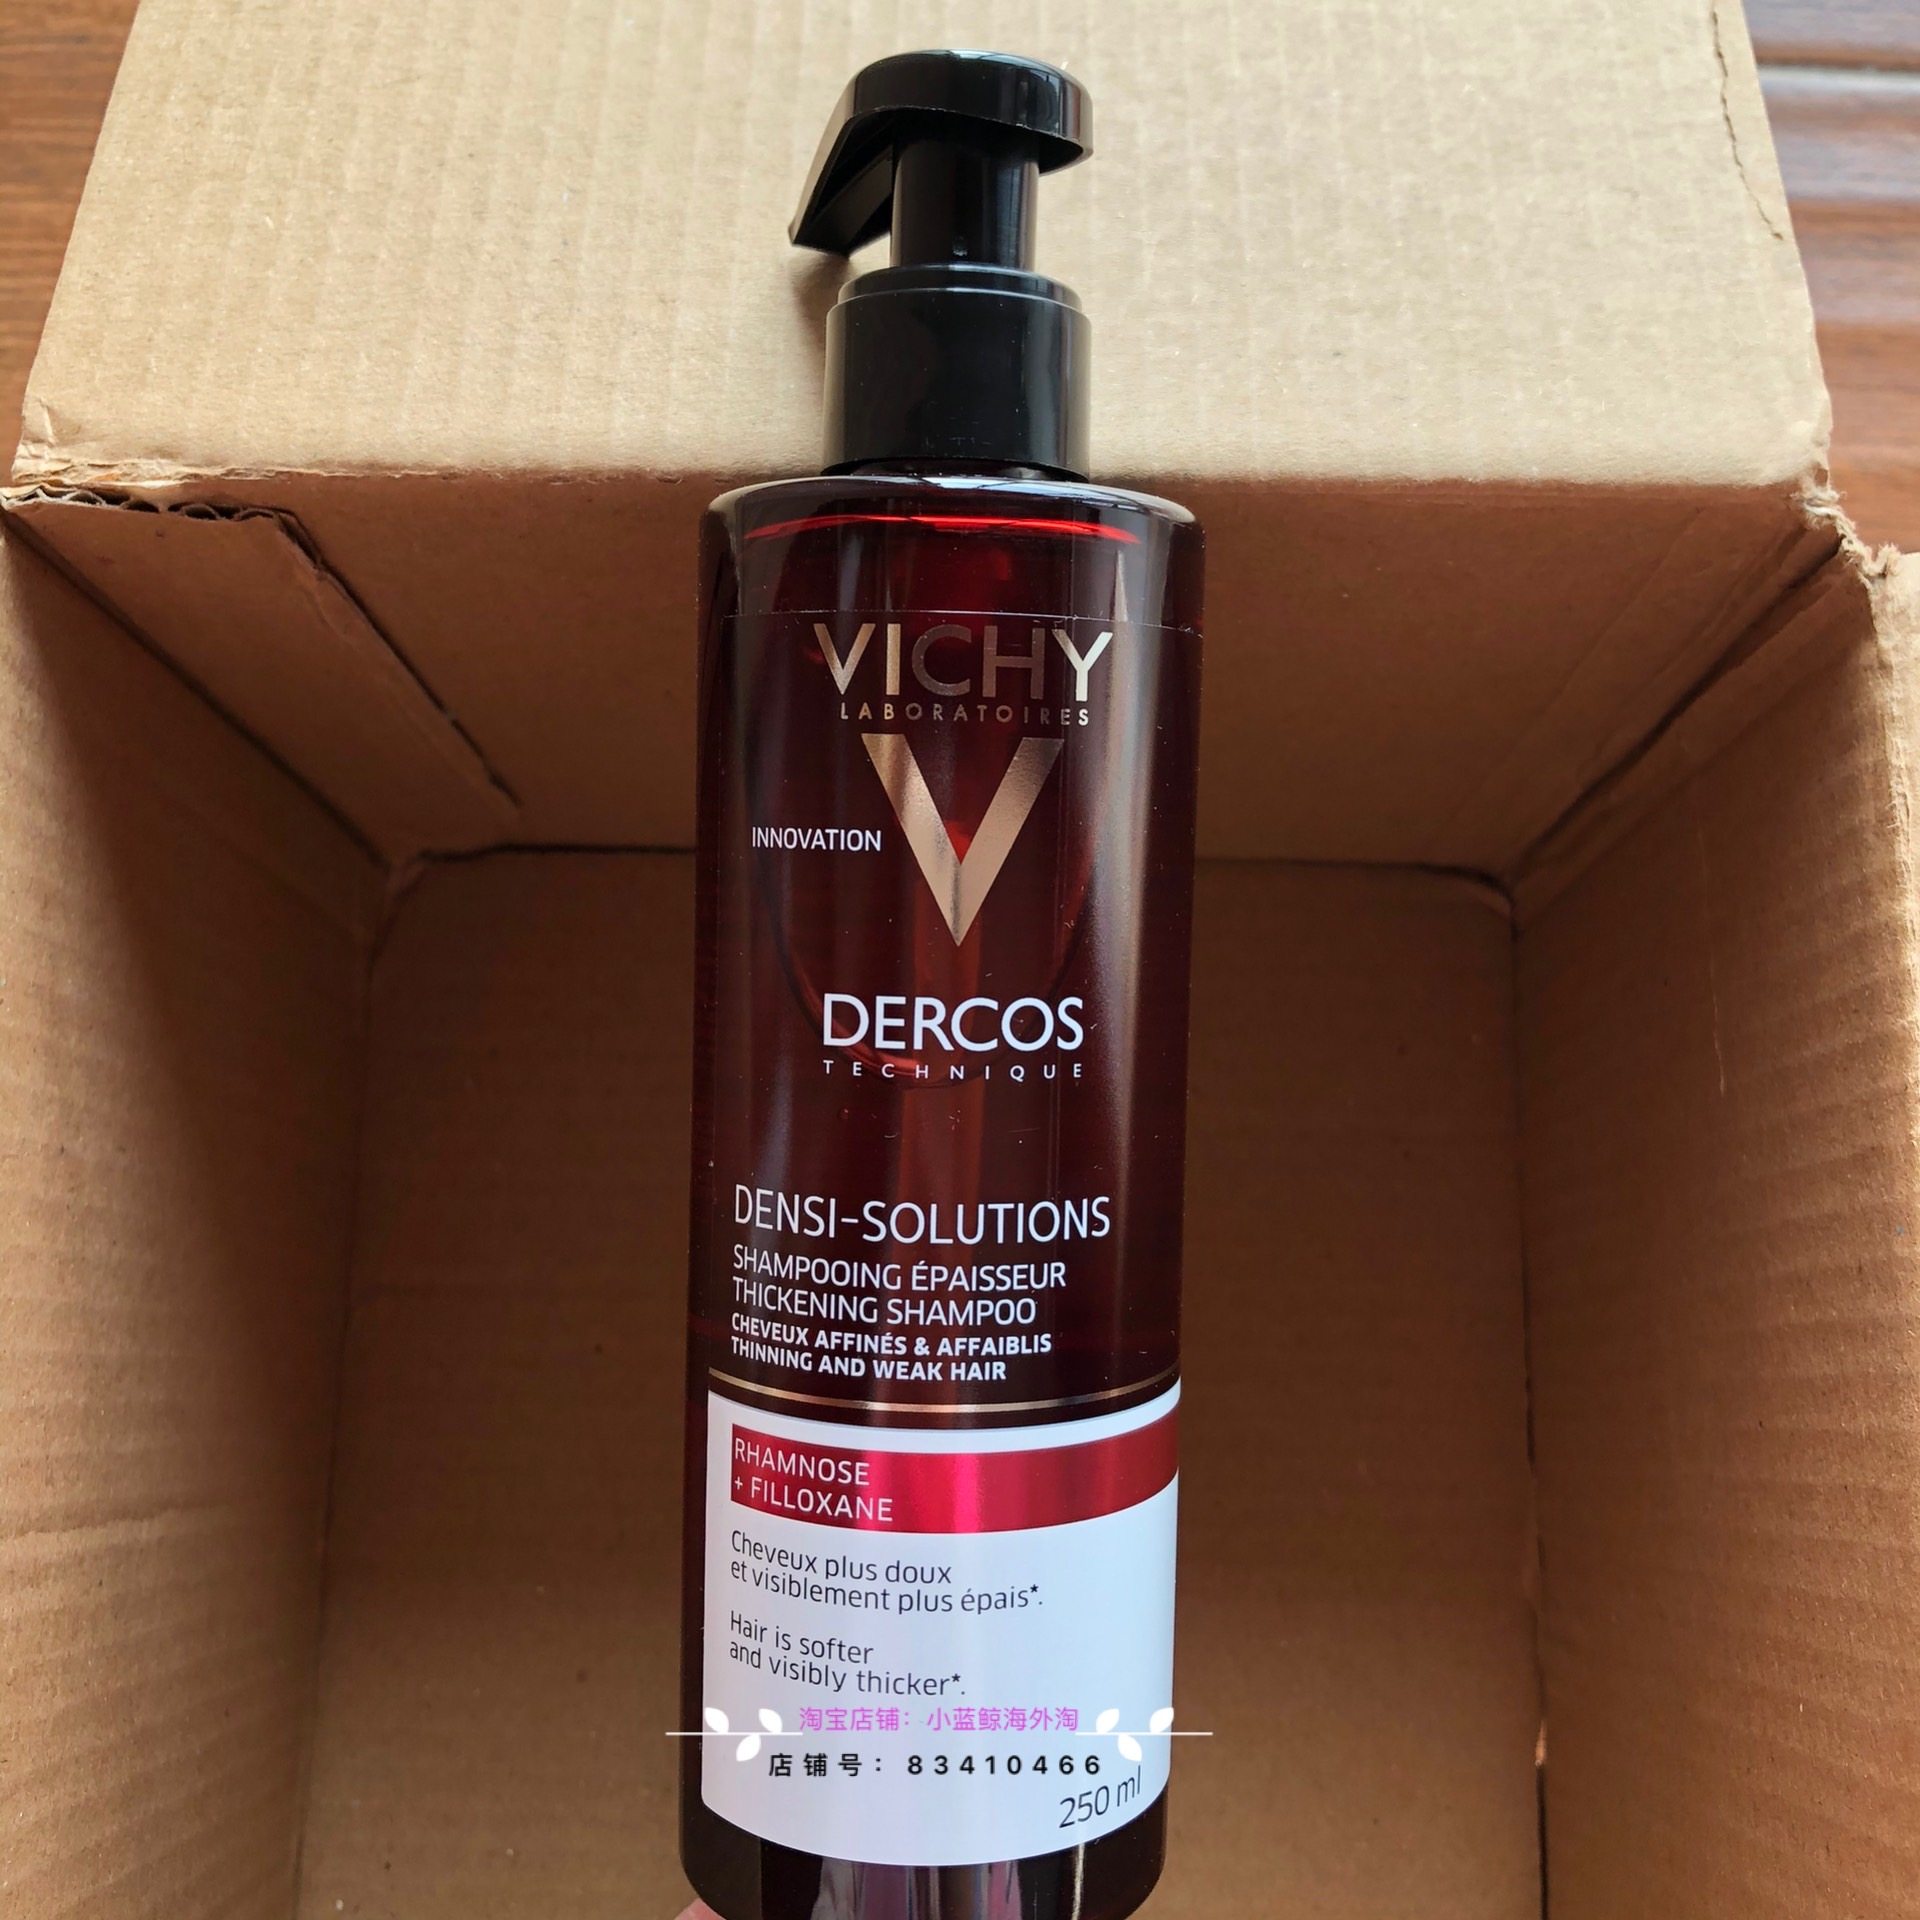 VICHY
LABORATOIRES
INNOVATION
DERCOS
TECHNIQUE
DENSI-SOLUTIONS
SHAMPOOING ÉPAISSEUR
THICKENING SHAMPOO
CHEVEUX AFFINÉS & AFFAIBLIS
THINNING AND WEAK HAIR
RHAMNOSE
+ FILLOXANE
Cheveux plus doux
et visiblement plus épais*.
Hair is softer
and visibly thicker*.
淘宝店铺：小蓝鲸海外淘
店铺号：83410466
250 ml